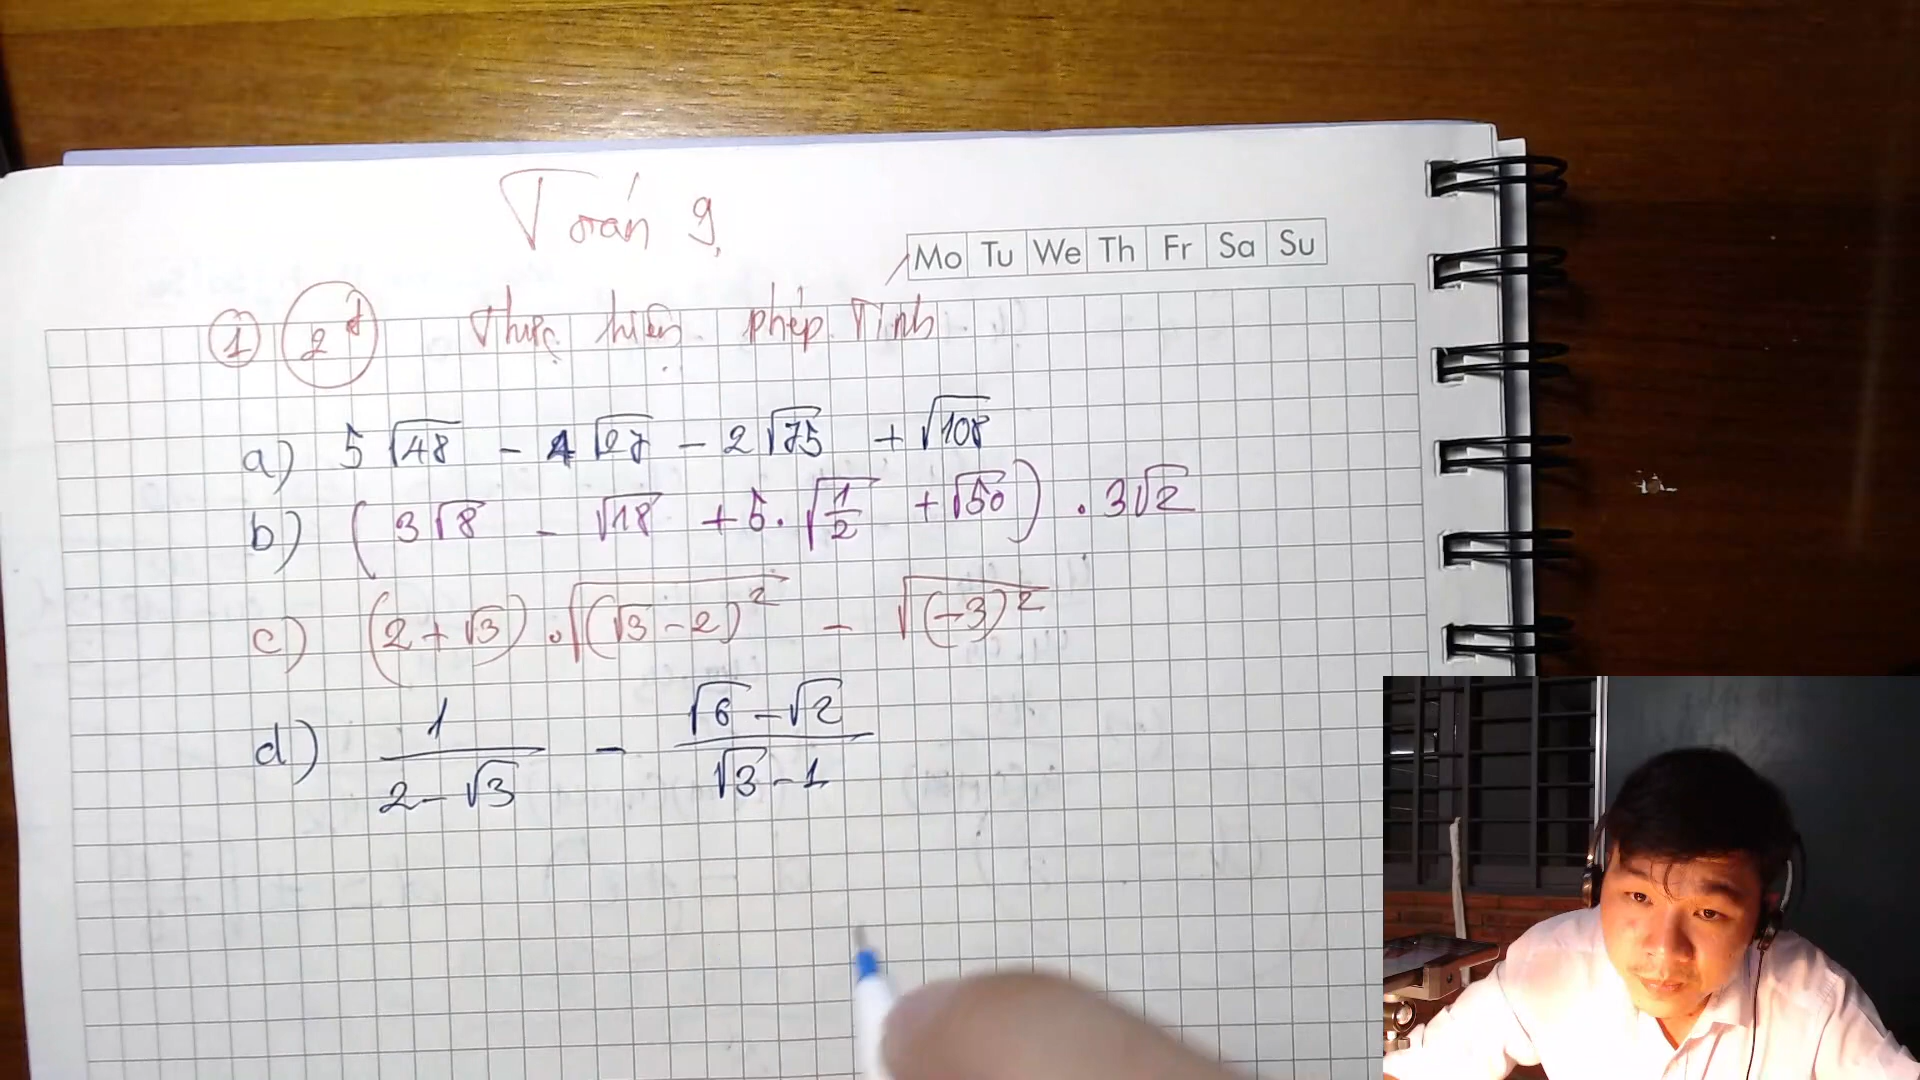 Toán 9
Mo Tu We Th Fr Sa Su
① 2đ Thực hiện phép tính
a) 5√48 - 4√27 - 2√75 + √108
b) (3√8 - √18 + 5.√(1/2) + √50) . 3√2
c) (2 + √3) . √((√3 - 2)²) - √((-3)²)
d) 1/(2 - √3) - (√6 - √2)/(√3 - 1)